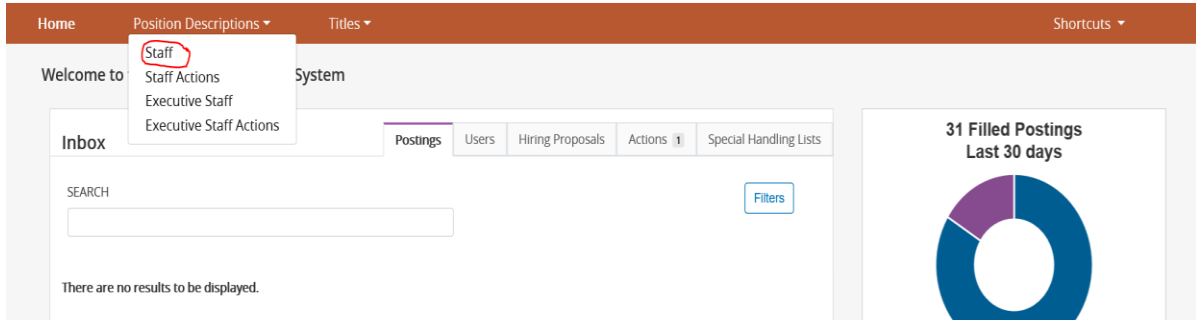 Home Position Descriptions Titles Shortcuts
Staff
Staff Actions
Executive Staff
Executive Staff Actions
Welcome to System
Inbox
Postings Users Hiring Proposals Actions 1 Special Handling Lists
SEARCH
Filters
There are no results to be displayed.
31 Filled Postings
Last 30 days